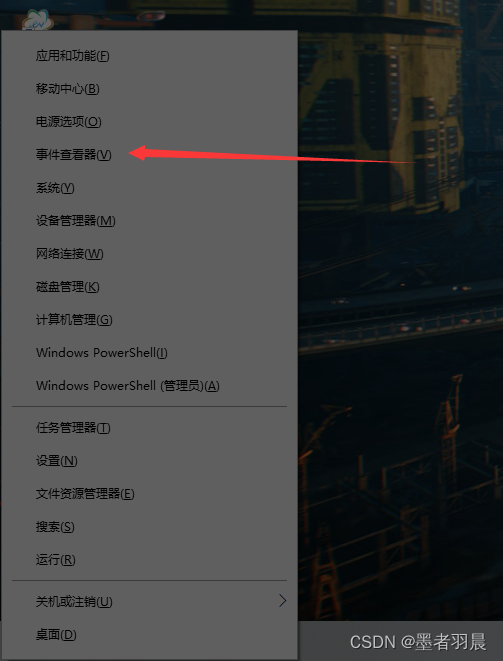 应用和功能(F)
移动中心(B)
电源选项(O)
事件查看器(V)
系统(Y)
设备管理器(M)
网络连接(W)
磁盘管理(K)
计算机管理(G)
Windows PowerShell(I)
Windows PowerShell (管理员)(A)
任务管理器(T)
设置(N)
文件资源管理器(E)
搜索(S)
运行(R)
关机或注销(U)
桌面(D)
CSDN @墨者羽晨